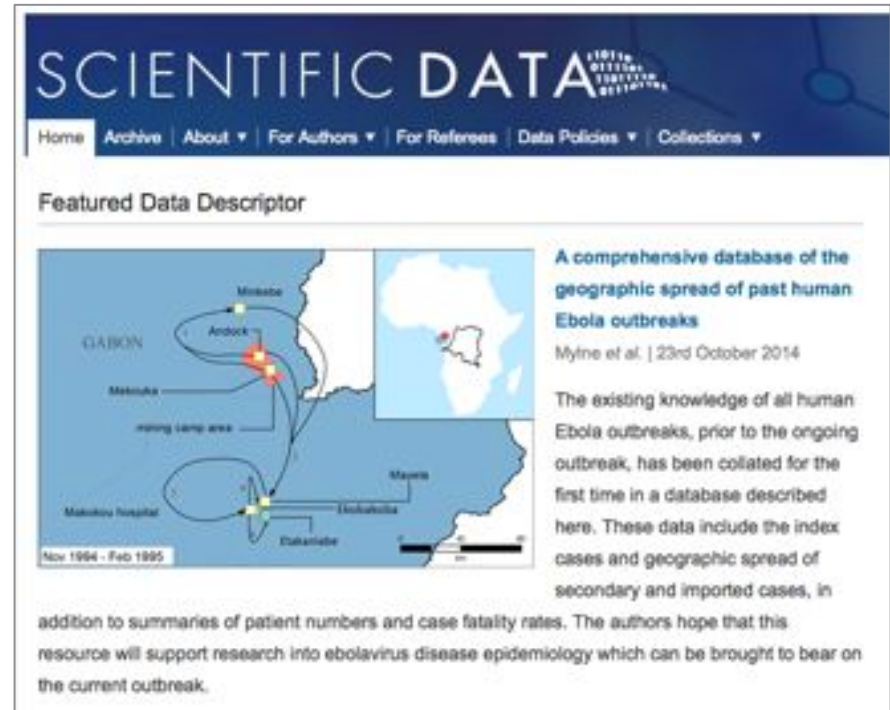 SCIENTIFIC DATA
Home Archive About ▼ For Authors ▼ For Referees Data Policies ▼ Collections ▼
Featured Data Descriptor
Minkebe
Andock
GABON
Mekouka
mining camp area
Mayela
Makokou hospital
Etakaniabe
Nov 1994 - Feb 1995
A comprehensive database of the
geographic spread of past human
Ebola outbreaks
Mylne et al. | 23rd October 2014
The existing knowledge of all human
Ebola outbreaks, prior to the ongoing
outbreak, has been collated for the
first time in a database described
here. These data include the index
cases and geographic spread of
secondary and imported cases, in
addition to summaries of patient numbers and case fatality rates. The authors hope that this
resource will support research into ebolavirus disease epidemiology which can be brought to bear on
the current outbreak.